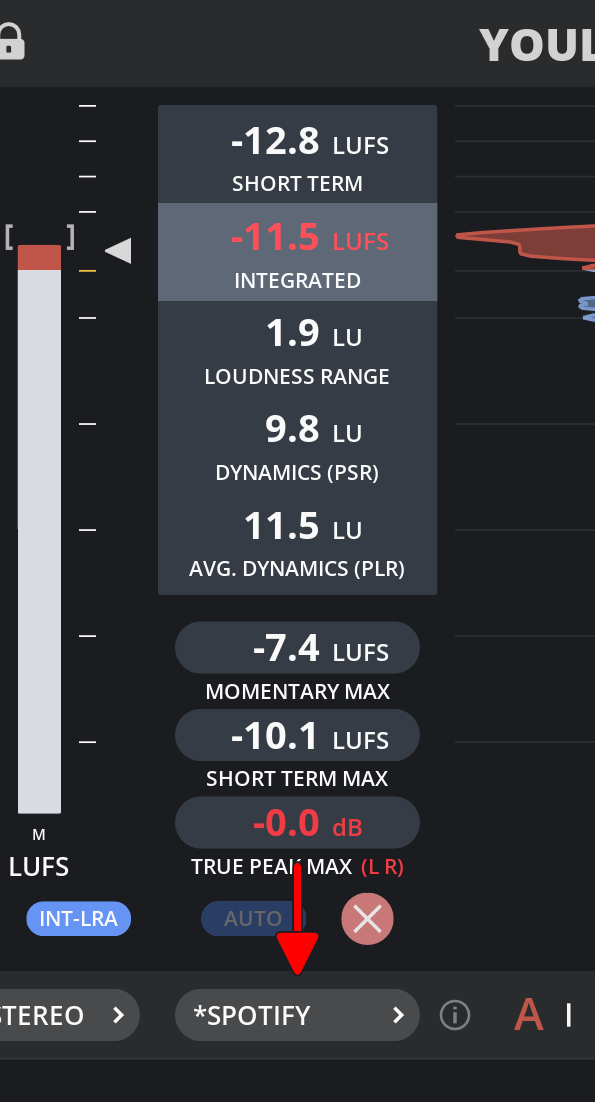 YOUL
-12.8 LUFS
SHORT TERM
[ ]
-11.5 LUFS
INTEGRATED
1.9 LU
LOUDNESS RANGE
9.8 LU
DYNAMICS (PSR)
11.5 LU
AVG. DYNAMICS (PLR)
-7.4 LUFS
MOMENTARY MAX
-10.1 LUFS
SHORT TERM MAX
-0.0 dB
TRUE PEAK MAX (L R)
M
LUFS
INT-LRA
AUTO
STEREO
*SPOTIFY
A